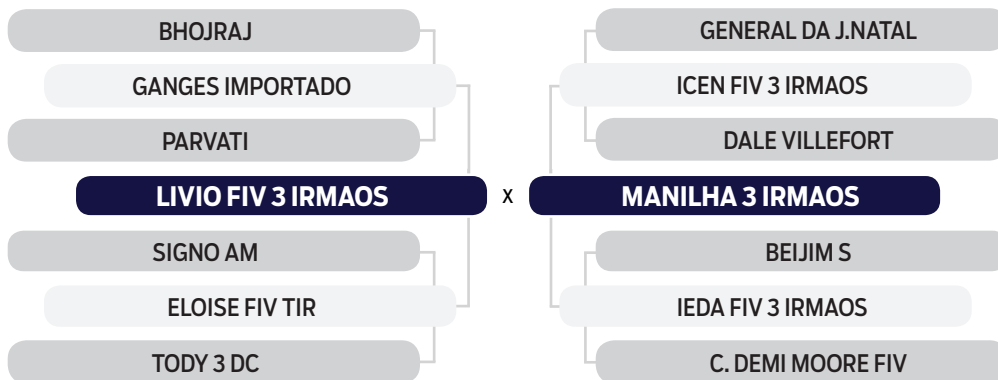 BHOJRAJ
GANGES IMPORTADO
PARVATI
LIVIO FIV 3 IRMAOS
SIGNO AM
ELOISE FIV TIR
TODY 3 DC
x
GENERAL DA J.NATAL
ICEN FIV 3 IRMAOS
DALE VILLEFORT
MANILHA 3 IRMAOS
BEIJIM S
IEDA FIV 3 IRMAOS
C. DEMI MOORE FIV